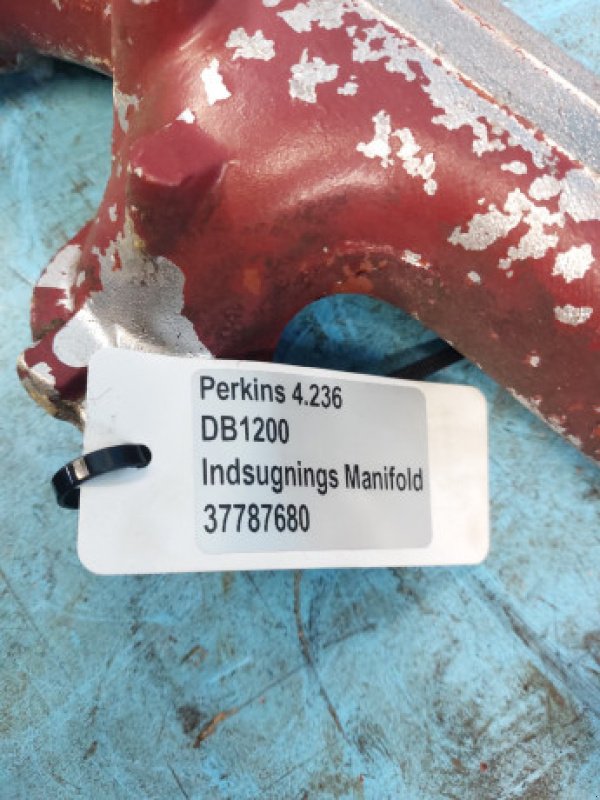 Perkins 4.236
DB1200
Indsugnings Manifold
37787680